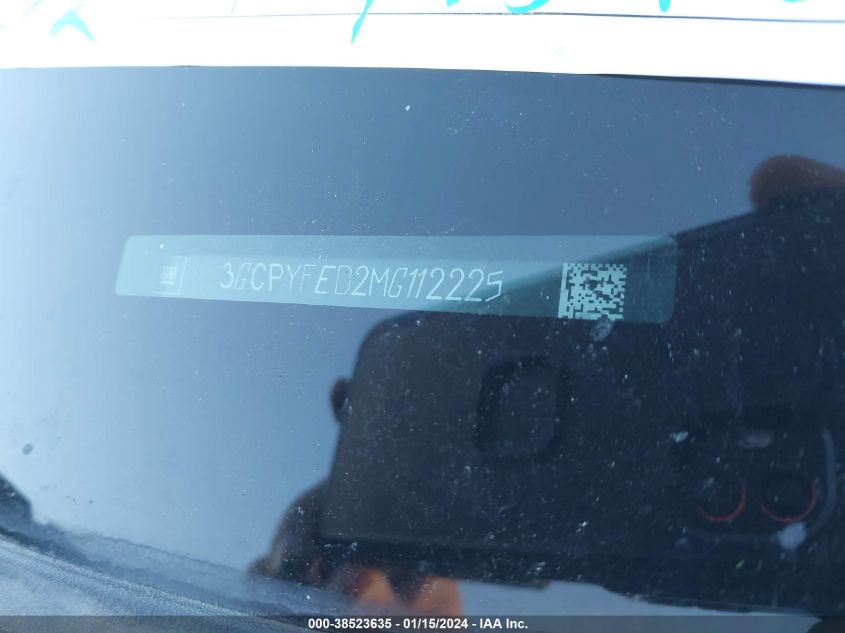 3GCPYFED2MG112225
000-38523635 - 01/15/2024 - IAA Inc.